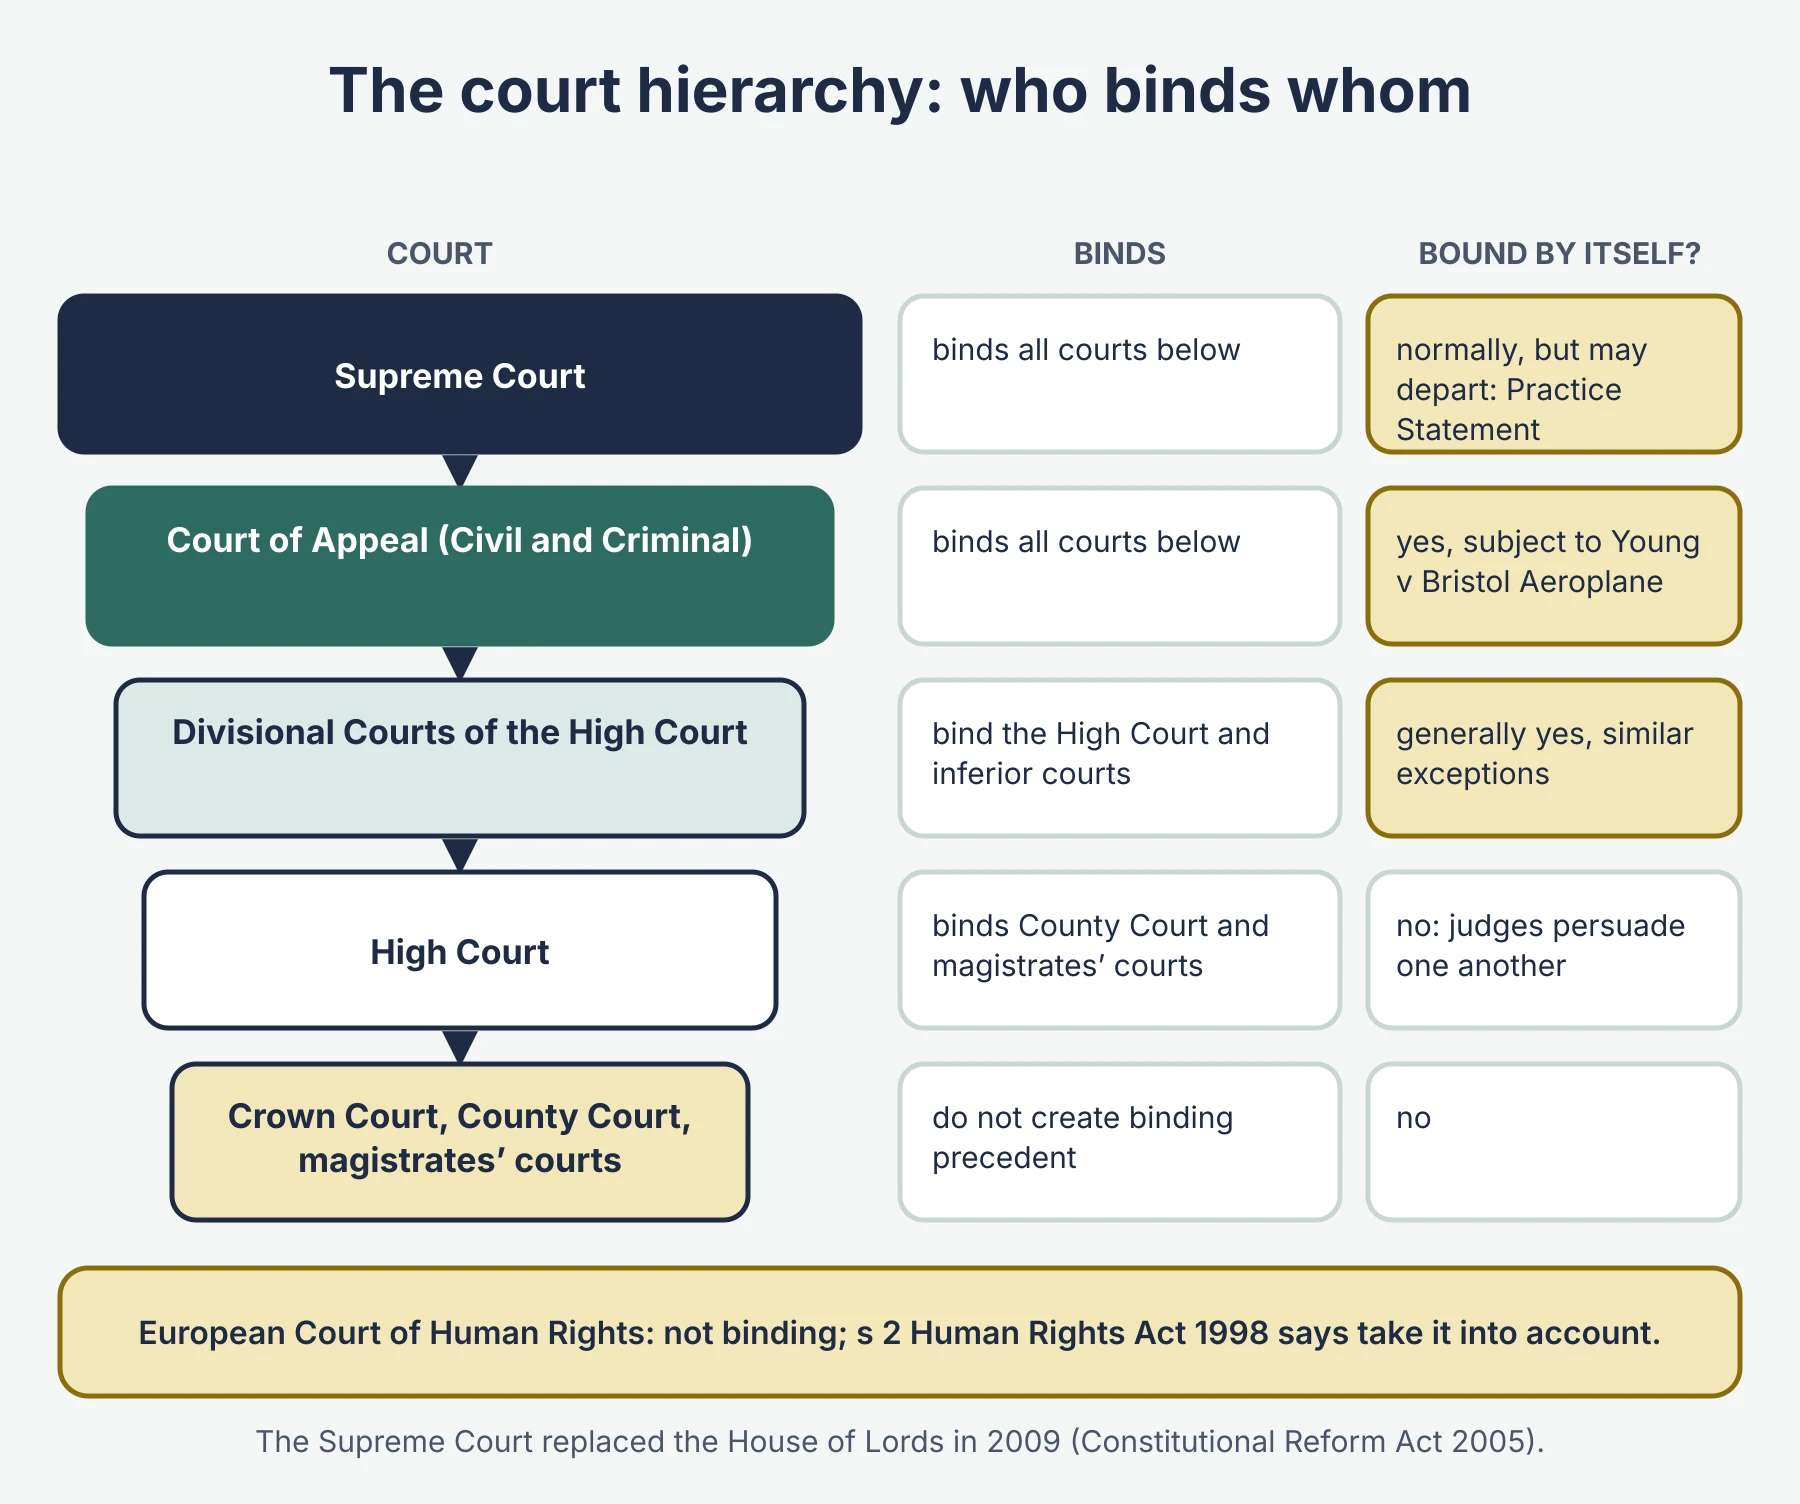 The court hierarchy: who binds whom
COURT
BINDS
BOUND BY ITSELF?
Supreme Court
binds all courts below
normally, but may
depart: Practice
Statement
Court of Appeal (Civil and Criminal)
binds all courts below
yes, subject to Young
v Bristol Aeroplane
Divisional Courts of the High Court
bind the High Court and
inferior courts
generally yes, similar
exceptions
High Court
binds County Court and
magistrates’ courts
no: judges persuade
one another
Crown Court, County Court,
magistrates’ courts
do not create binding
precedent
no
European Court of Human Rights: not binding; s 2 Human Rights Act 1998 says take it into account.
The Supreme Court replaced the House of Lords in 2009 (Constitutional Reform Act 2005).